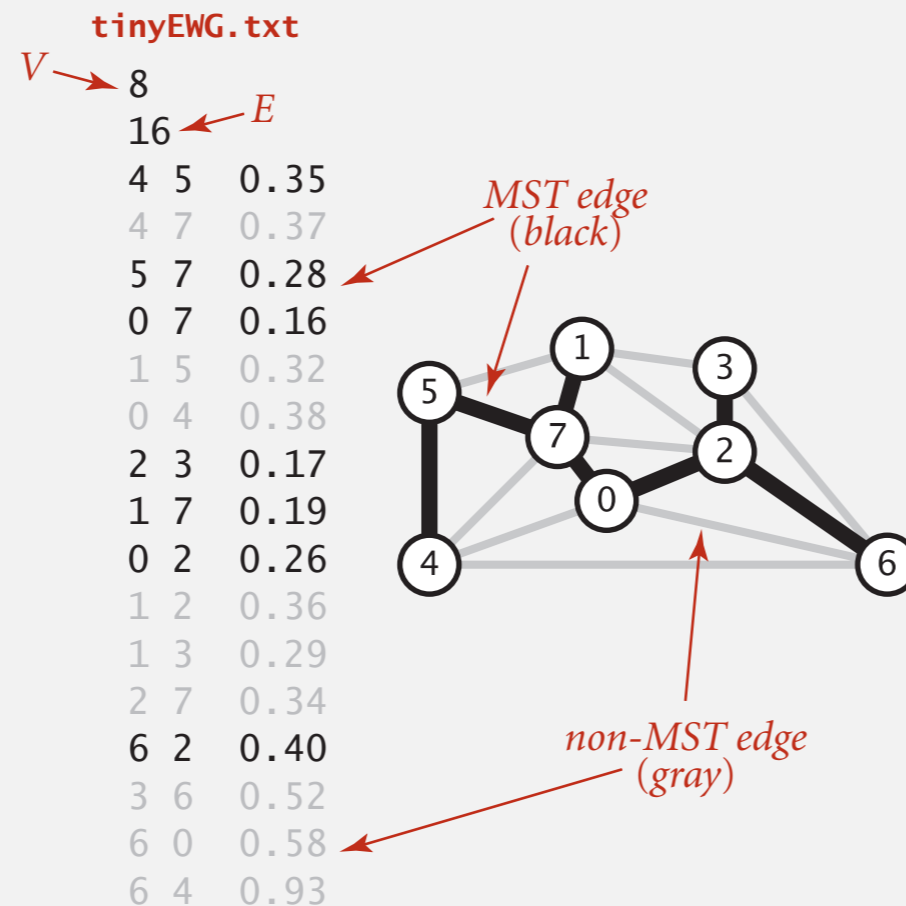 tinyEWG.txt
V
8
E
16
4 5 0.35
4 7 0.37
5 7 0.28
0 7 0.16
1 5 0.32
0 4 0.38
2 3 0.17
1 7 0.19
0 2 0.26
1 2 0.36
1 3 0.29
2 7 0.34
6 2 0.40
3 6 0.52
6 0 0.58
6 4 0.93
MST edge
(black)
1
3
5
7
2
0
4
6
non-MST edge
(gray)